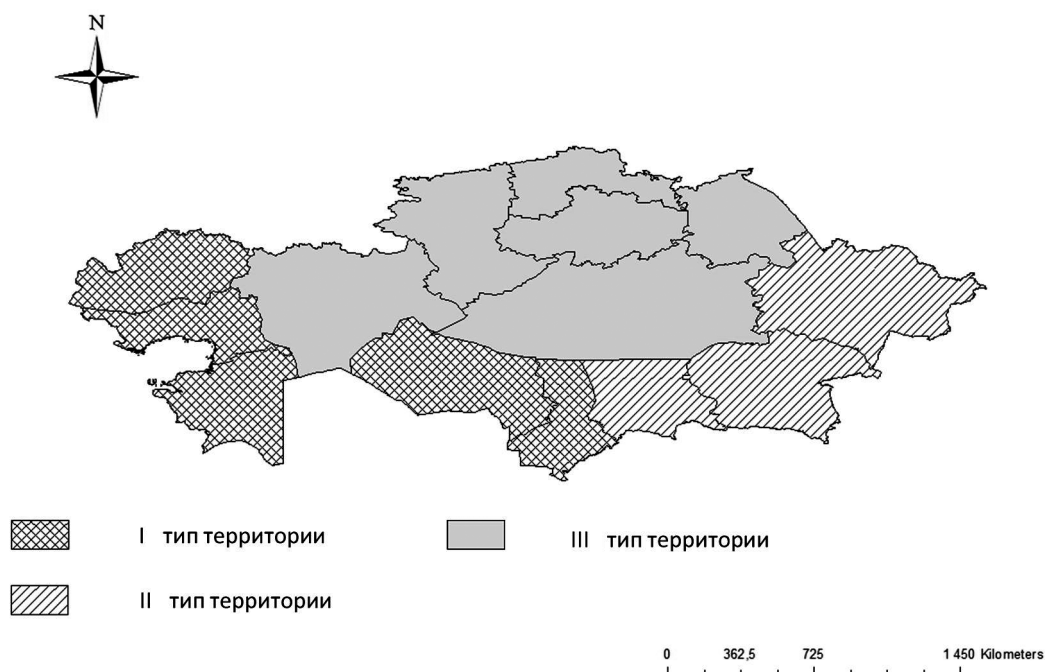 N
I тип территории
III тип территории
II тип территории
0 362,5 725 1 450 Kilometers